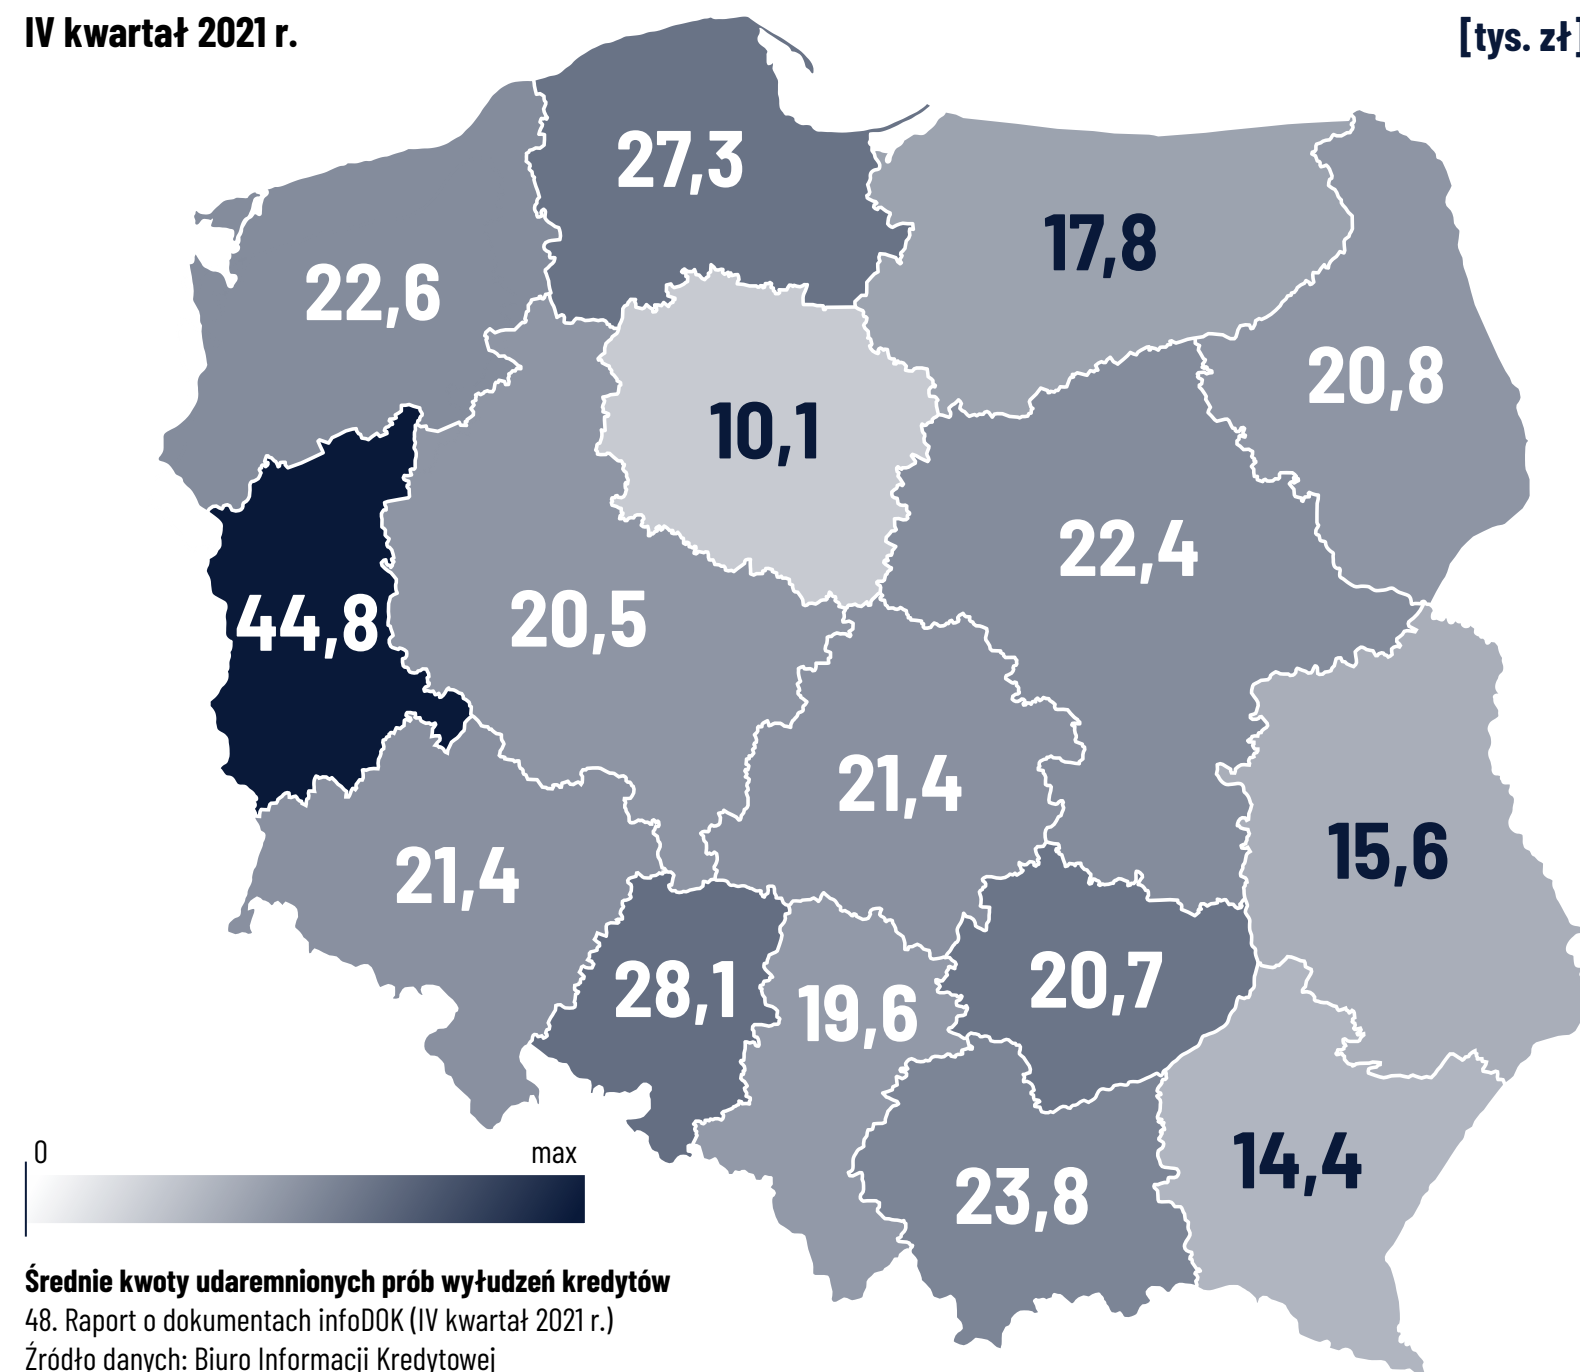 IV kwartał 2021 r.
[tys. zł]
27,3
17,8
22,6
20,8
10,1
22,4
44,8
20,5
21,4
15,6
21,4
28,1
19,6
20,7
14,4
23,8
0
max
Średnie kwoty udaremnionych prób wyłudzeń kredytów
48. Raport o dokumentach infoDOK (IV kwartał 2021 r.)
Źródło danych: Biuro Informacji Kredytowej